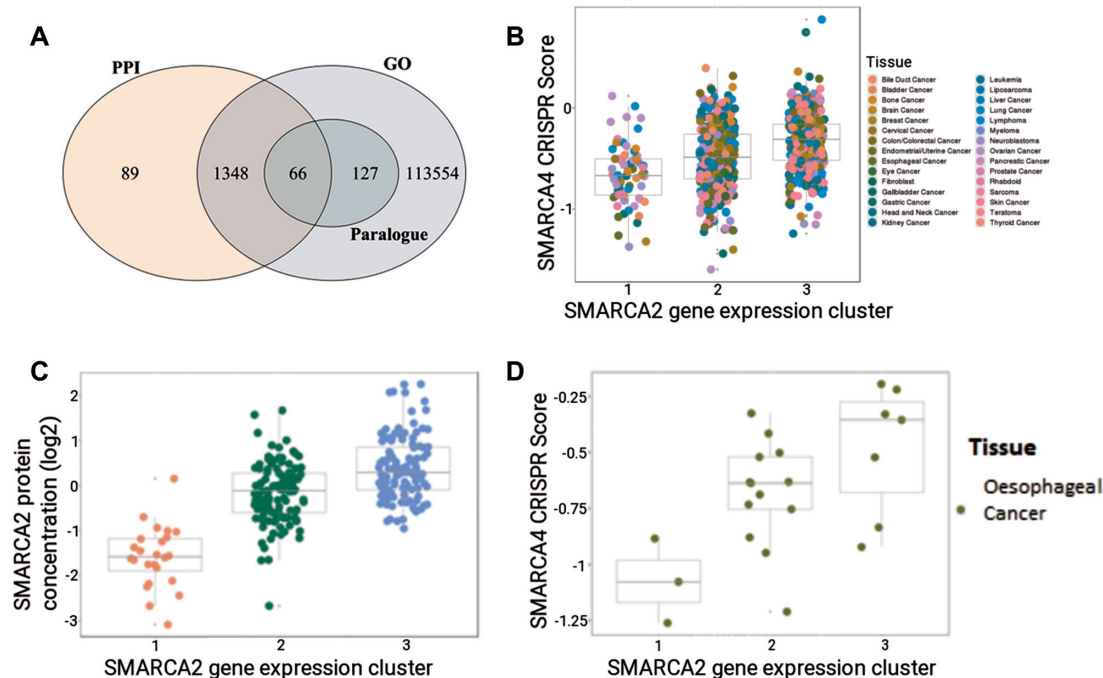 A
PPI
GO
89
1348
66
127
113554
Paralogue
B
SMARCA4 CRISPR Score
0
-1
1
2
3
SMARCA2 gene expression cluster
Tissue
Bile Duct Cancer
Bladder Cancer
Bone Cancer
Brain Cancer
Breast Cancer
Cervical Cancer
Colon/Colorectal Cancer
Endometrial/Uterine Cancer
Esophageal Cancer
Eye Cancer
Fibroblast
Gallbladder Cancer
Gastric Cancer
Head and Neck Cancer
Kidney Cancer
Leukemia
Liposarcoma
Liver Cancer
Lung Cancer
Lymphoma
Myeloma
Neuroblastoma
Ovarian Cancer
Pancreatic Cancer
Prostate Cancer
Rhabdoid
Sarcoma
Skin Cancer
Teratoma
Thyroid Cancer
C
SMARCA2 protein
concentration (log2)
2
1
0
-1
-2
-3
1
2
3
SMARCA2 gene expression cluster
D
SMARCA4 CRISPR Score
-0.25
-0.5
-0.75
-1
-1.25
1
2
3
SMARCA2 gene expression cluster
Tissue
Oesophageal
Cancer